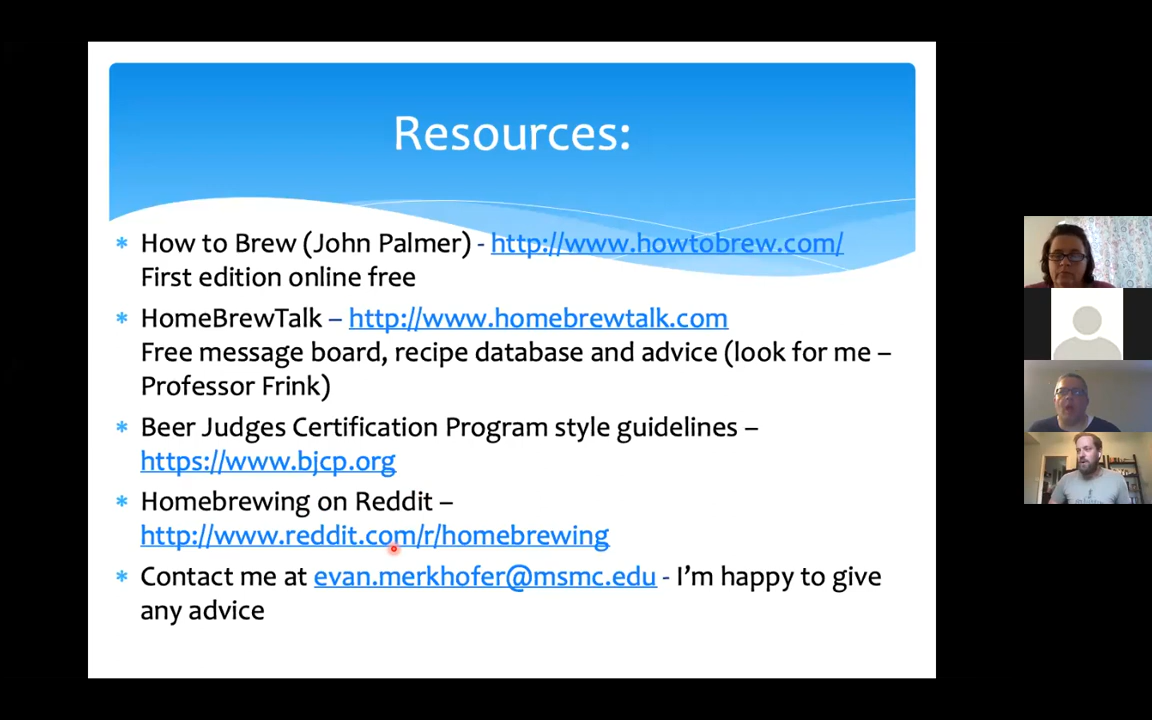 Resources:
* How to Brew (John Palmer) - http://www.howtobrew.com/
First edition online free
* HomeBrewTalk – http://www.homebrewtalk.com
Free message board, recipe database and advice (look for me –
Professor Frink)
* Beer Judges Certification Program style guidelines –
https://www.bjcp.org
* Homebrewing on Reddit –
http://www.reddit.com/r/homebrewing
* Contact me at evan.merkhofer@msmc.edu - I’m happy to give
any advice